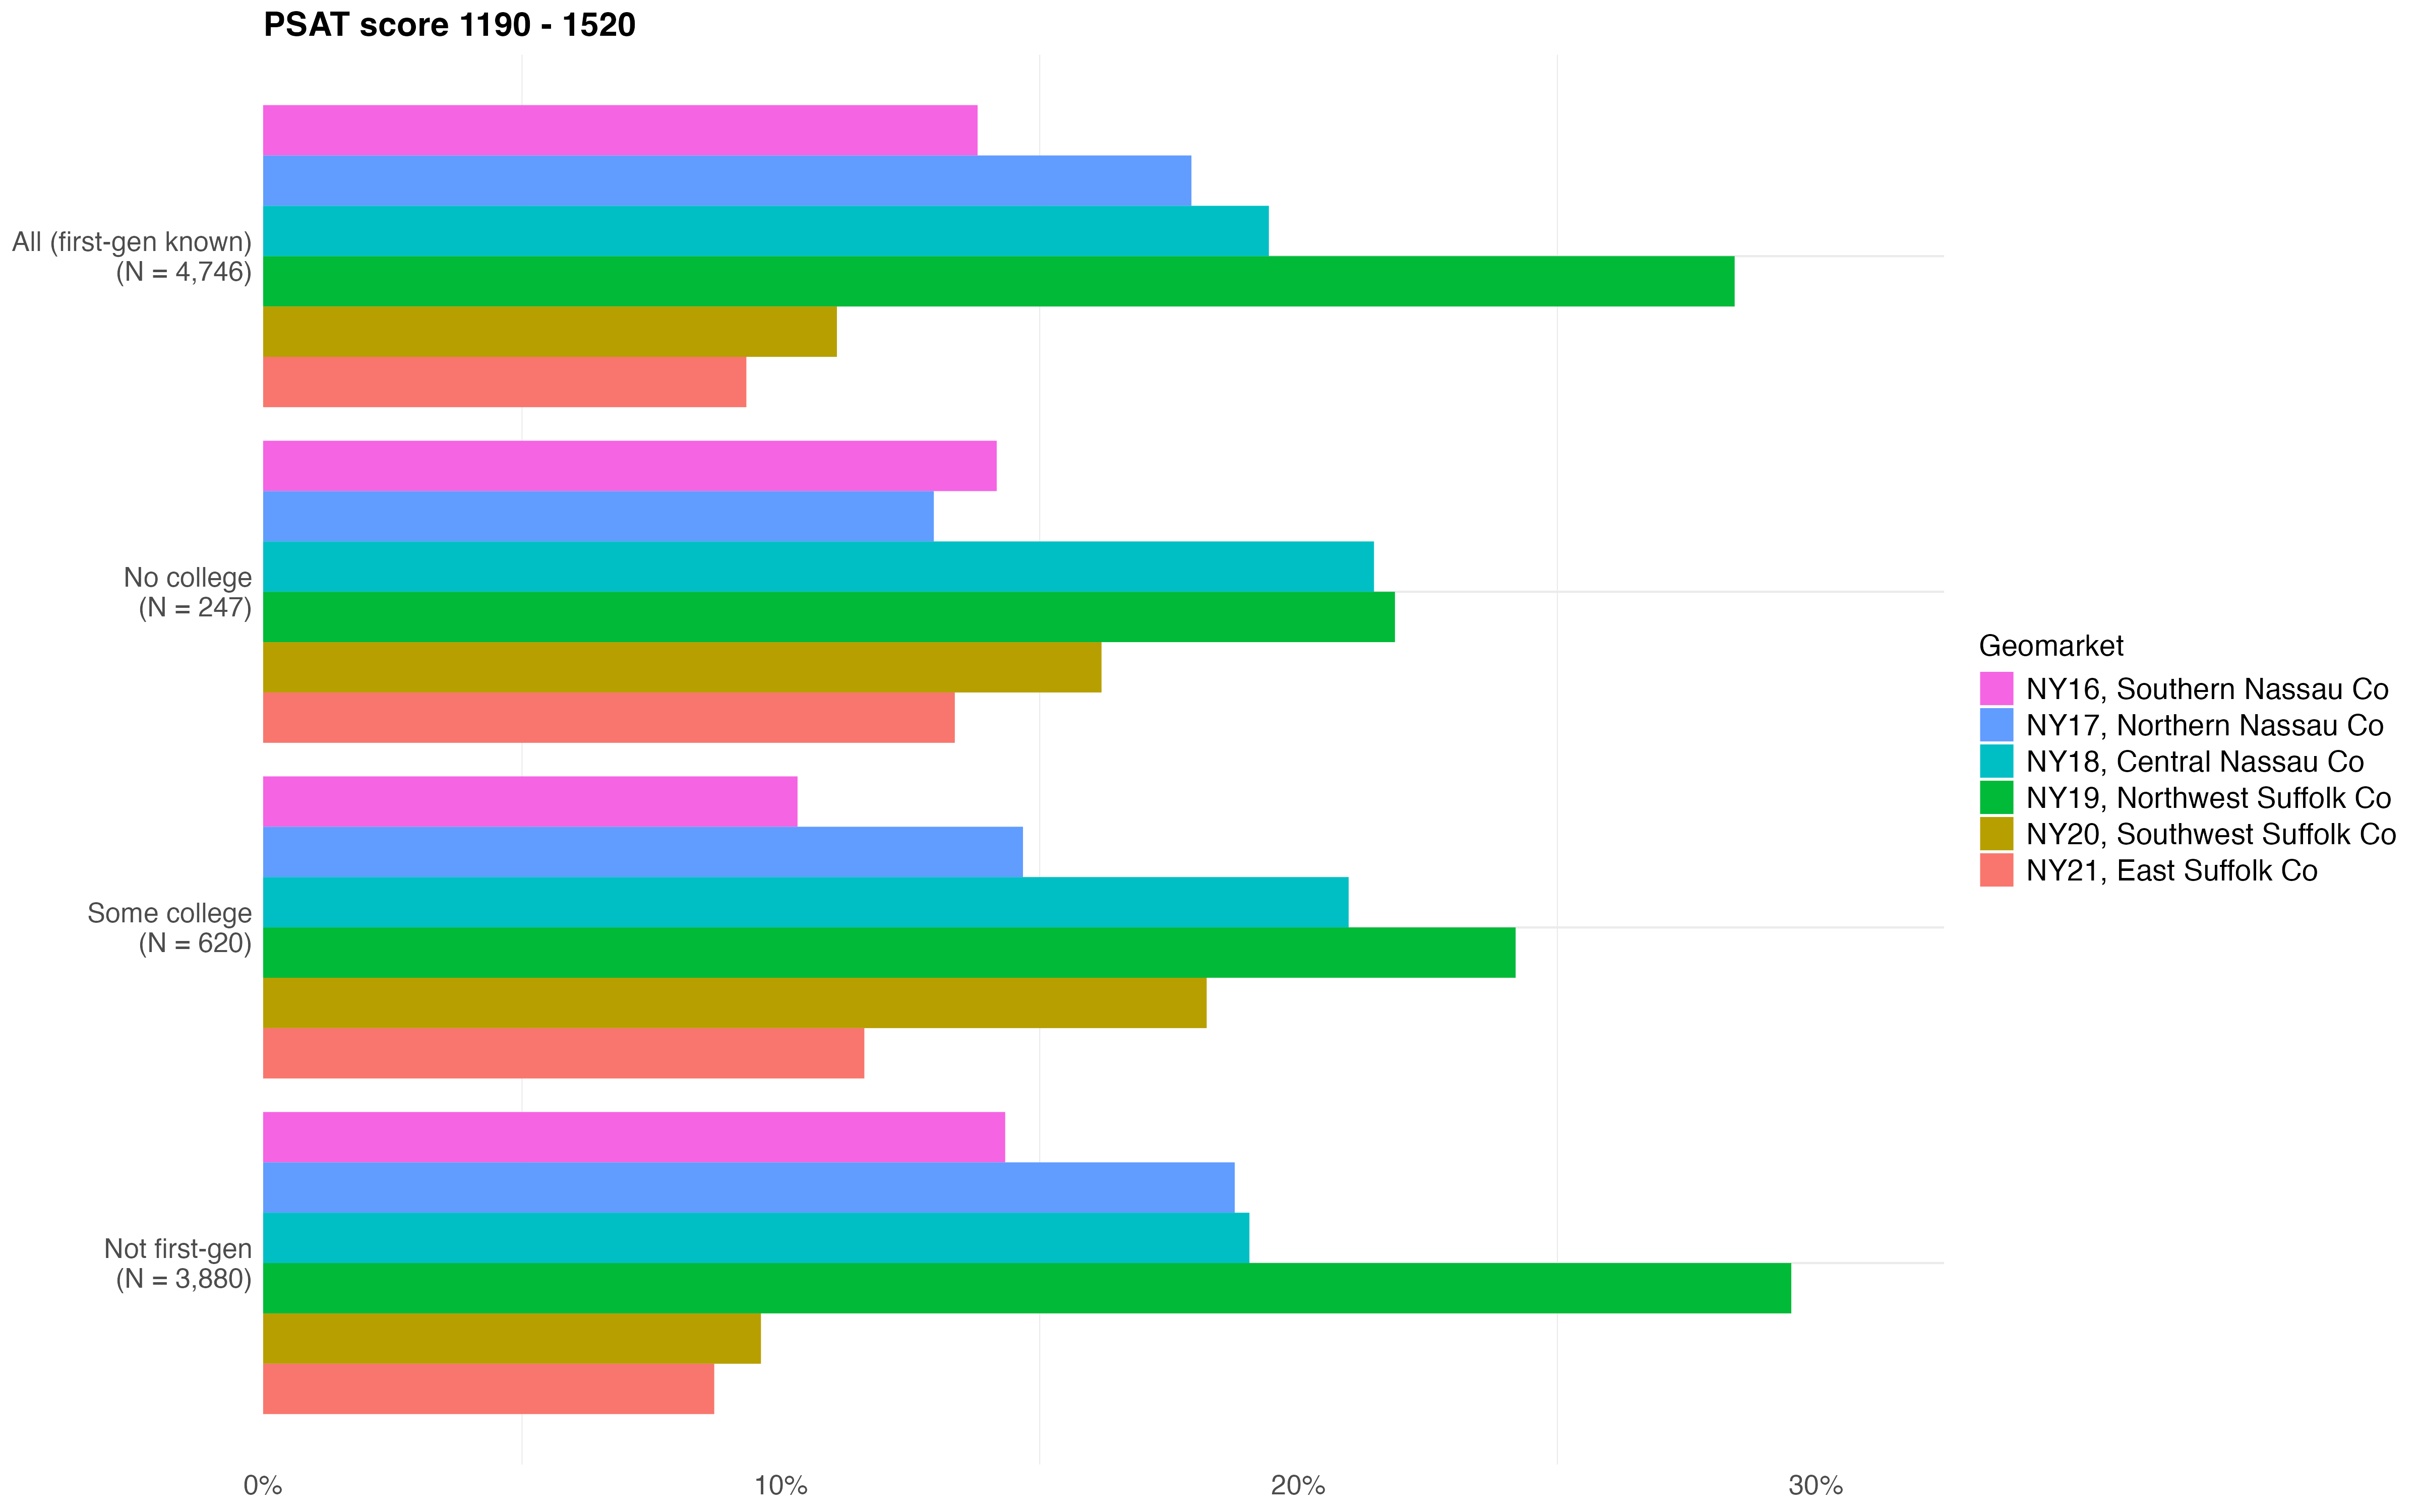 PSAT score 1190 - 1520
All (first-gen known)
(N = 4,746)
No college
(N = 247)
Some college
(N = 620)
Not first-gen
(N = 3,880)
0%
10%
20%
30%
Geomarket
NY16, Southern Nassau Co
NY17, Northern Nassau Co
NY18, Central Nassau Co
NY19, Northwest Suffolk Co
NY20, Southwest Suffolk Co
NY21, East Suffolk Co